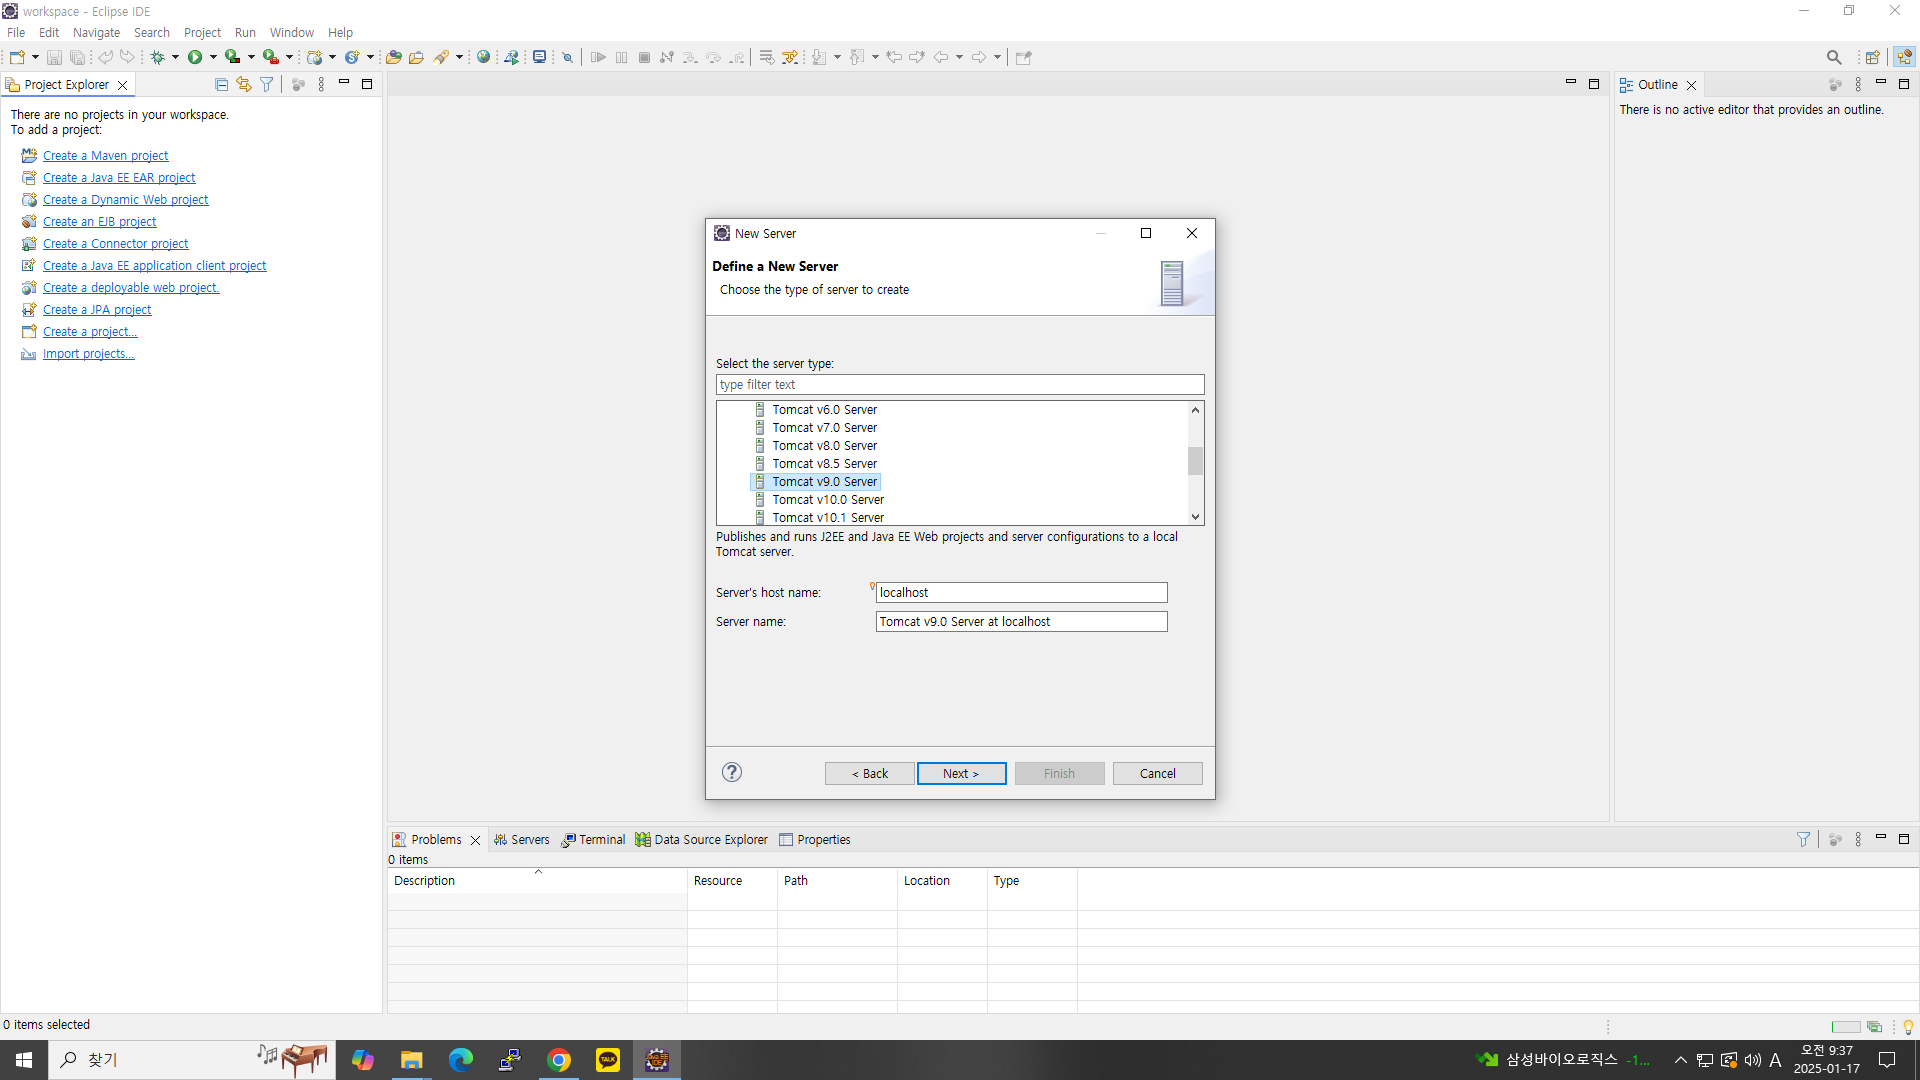 workspace - Eclipse IDE
File Edit Navigate Search Project Run Window Help
Project Explorer
There are no projects in your workspace.
To add a project:
Create a Maven project
Create a Java EE EAR project
Create a Dynamic Web project
Create an EJB project
Create a Connector project
Create a Java EE application client project
Create a deployable web project.
Create a JPA project
Create a project...
Import projects...
Outline
There is no active editor that provides an outline.
New Server
Define a New Server
Choose the type of server to create
Select the server type:
type filter text
Tomcat v6.0 Server
Tomcat v7.0 Server
Tomcat v8.0 Server
Tomcat v8.5 Server
Tomcat v9.0 Server
Tomcat v10.0 Server
Tomcat v10.1 Server
Publishes and runs J2EE and Java EE Web projects and server configurations to a local
Tomcat server.
Server's host name: localhost
Server name: Tomcat v9.0 Server at localhost
? < Back Next > Finish Cancel
Problems Servers Terminal Data Source Explorer Properties
0 items
Description Resource Path Location Type
0 items selected
찾기
TALK
Java EE
IDE
삼성바이오로직스 -1...
A
오전 9:37
2025-01-17